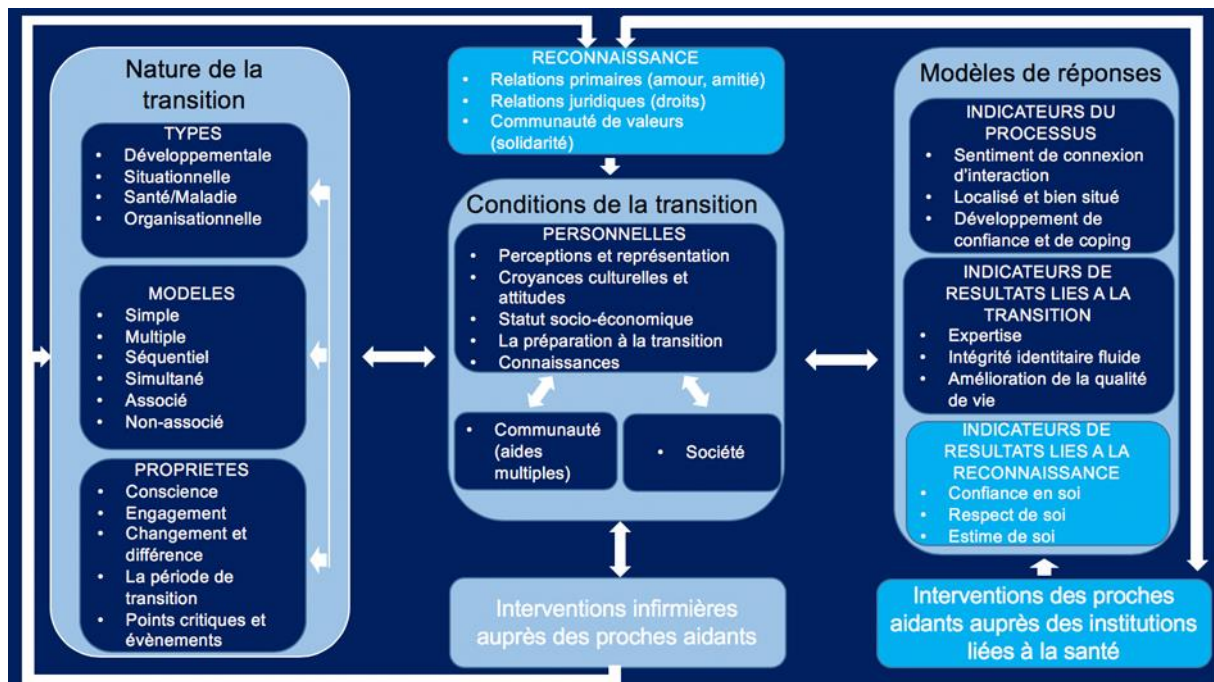 Nature de la
transition
TYPES
• Développementale
• Situationnelle
• Santé/Maladie
• Organisationnelle
MODELES
• Simple
• Multiple
• Séquentiel
• Simultané
• Associé
• Non-associé
PROPRIETES
• Conscience
• Engagement
• Changement et
différence
• La période de
transition
• Points critiques et
évènements
RECONNAISSANCE
• Relations primaires (amour, amitié)
• Relations juridiques (droits)
• Communauté de valeurs
(solidarité)
Conditions de la transition
PERSONNELLES
• Perceptions et représentation
• Croyances culturelles et
attitudes
• Statut socio-économique
• La préparation à la transition
• Connaissances
• Communauté
(aides
multiples)
• Société
Interventions infirmières
auprès des proches aidants
Modèles de réponses
INDICATEURS DU
PROCESSUS
• Sentiment de connexion
d'interaction
• Localisé et bien situé
• Développement de
confiance et de coping
INDICATEURS DE
RESULTATS LIES A LA
TRANSITION
• Expertise
• Intégrité identitaire fluide
• Amélioration de la qualité
de vie
INDICATEURS DE
RESULTATS LIES A LA
RECONNAISSANCE
• Confiance en soi
• Respect de soi
• Estime de soi
Interventions des proches
aidants auprès des institutions
liées à la santé